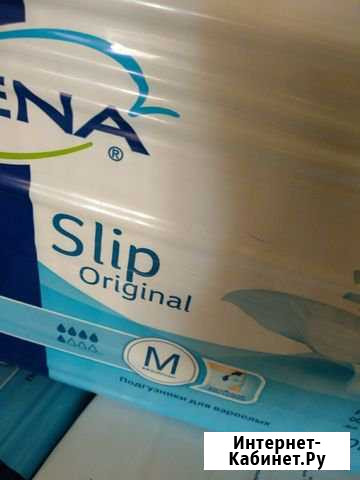 ENA
®
Slip
Original
M
Подгузники для взрослых
Интернет-
Кабинет.Ру